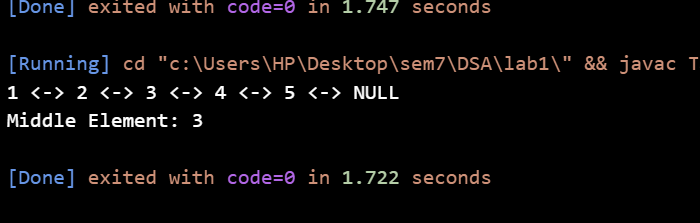 [Done] exited with code=0 in 1.747 seconds
[Running] cd "c:\Users\HP\Desktop\sem7\DSA\lab1\" && javac T
1 <-> 2 <-> 3 <-> 4 <-> 5 <-> NULL
Middle Element: 3
[Done] exited with code=0 in 1.722 seconds